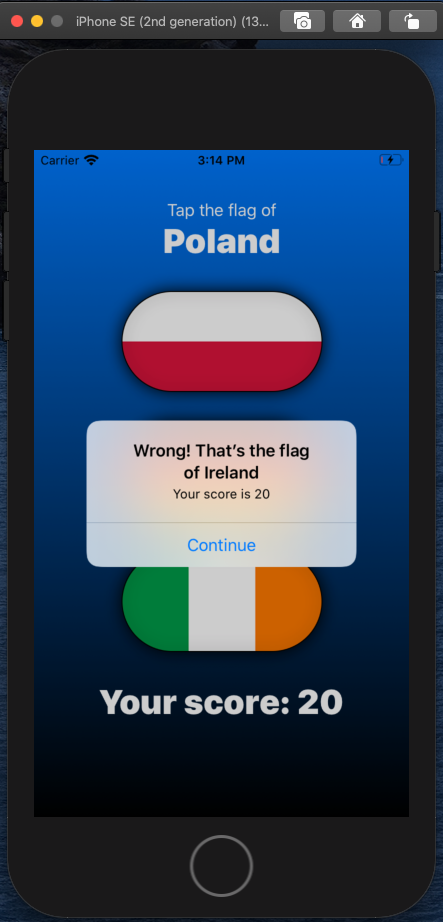 iPhone SE (2nd generation) (13...
Carrier
3:14 PM
Tap the flag of
Poland
Wrong! That’s the flag
of Ireland
Your score is 20
Continue
Your score: 20